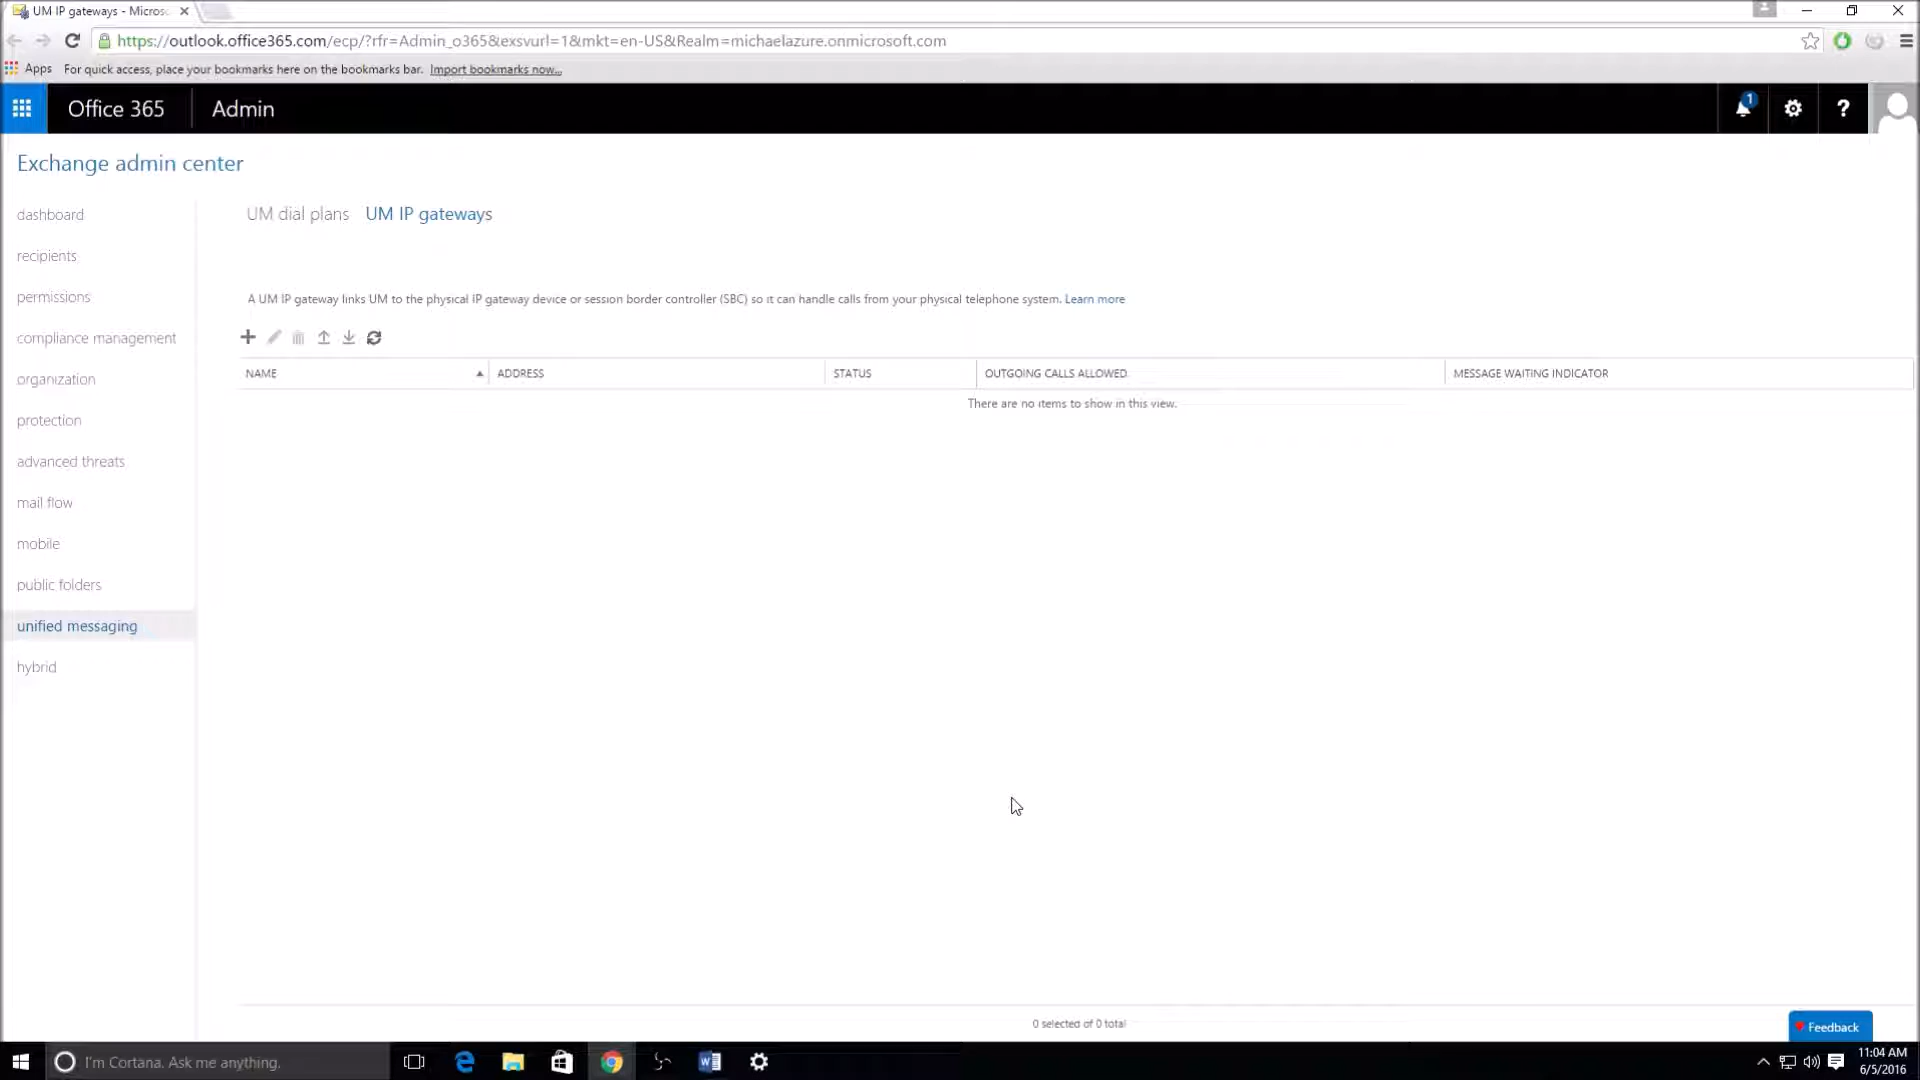 UM IP gateways - Micros
https://outlook.office365.com/ecp/?rfr=Admin_o365&exsvurl=1&mkt=en-US&Realm=michaelazure.onmicrosoft.com
Apps For quick access, place your bookmarks here on the bookmarks bar. Import bookmarks now...
Office 365 Admin 1 ?
Exchange admin center
dashboard
recipients
permissions
compliance management
organization
protection
advanced threats
mail flow
mobile
public folders
unified messaging
hybrid
UM dial plans UM IP gateways
A UM IP gateway links UM to the physical IP gateway device or session border controller (SBC) so it can handle calls from your physical telephone system. Learn more
NAME ADDRESS STATUS OUTGOING CALLS ALLOWED MESSAGE WAITING INDICATOR
There are no items to show in this view.
0 selected of 0 total
Feedback
I'm Cortana. Ask me anything.
11:04 AM
6/5/2016